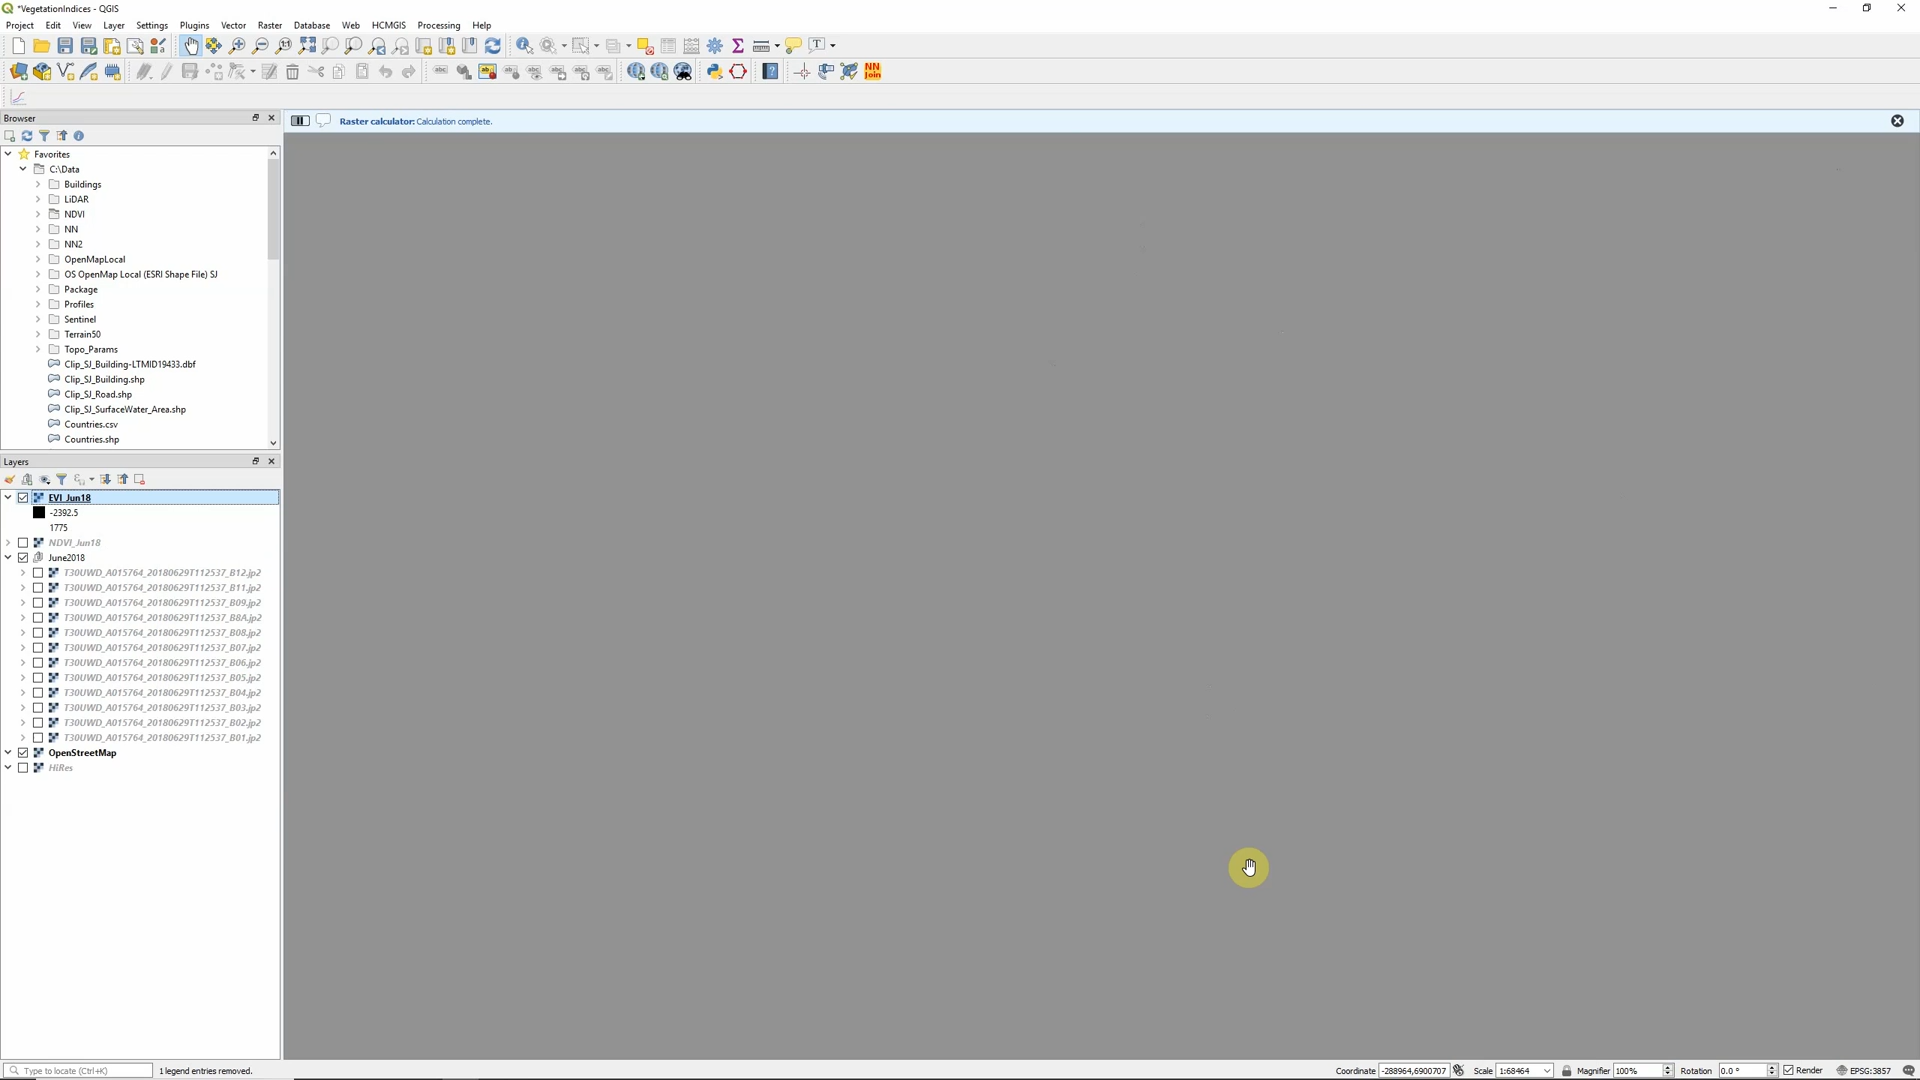 *VegetationIndices - QGIS
Project Edit View Layer Settings Plugins Vector Raster Database Web HCMGIS Processing Help
Browser
Raster calculator: Calculation complete.
Favorites
C:\Data
Buildings
LiDAR
NDVI
NN
NN2
OpenMapLocal
OS OpenMap Local (ESRI Shape File) SJ
Package
Profiles
Sentinel
Terrain50
Topo_Params
Clip_SJ_Building-LTMID19433.dbf
Clip_SJ_Building.shp
Clip_SJ_Road.shp
Clip_SJ_SurfaceWater_Area.shp
Countries.csv
Countries.shp
Layers
EVI_Jun18
-2392.5
1775
NDVI_Jun18
June2018
T30UWD_A015764_20180629T112537_B12.jp2
T30UWD_A015764_20180629T112537_B11.jp2
T30UWD_A015764_20180629T112537_B09.jp2
T30UWD_A015764_20180629T112537_B8A.jp2
T30UWD_A015764_20180629T112537_B08.jp2
T30UWD_A015764_20180629T112537_B07.jp2
T30UWD_A015764_20180629T112537_B06.jp2
T30UWD_A015764_20180629T112537_B05.jp2
T30UWD_A015764_20180629T112537_B04.jp2
T30UWD_A015764_20180629T112537_B03.jp2
T30UWD_A015764_20180629T112537_B02.jp2
T30UWD_A015764_20180629T112537_B01.jp2
OpenStreetMap
HiRes
Type to locate (Ctrl+K) 1 legend entries removed. Coordinate -288964,6900707 Scale 1:68464 Magnifier 100% Rotation 0.0 ° Render EPSG:3857